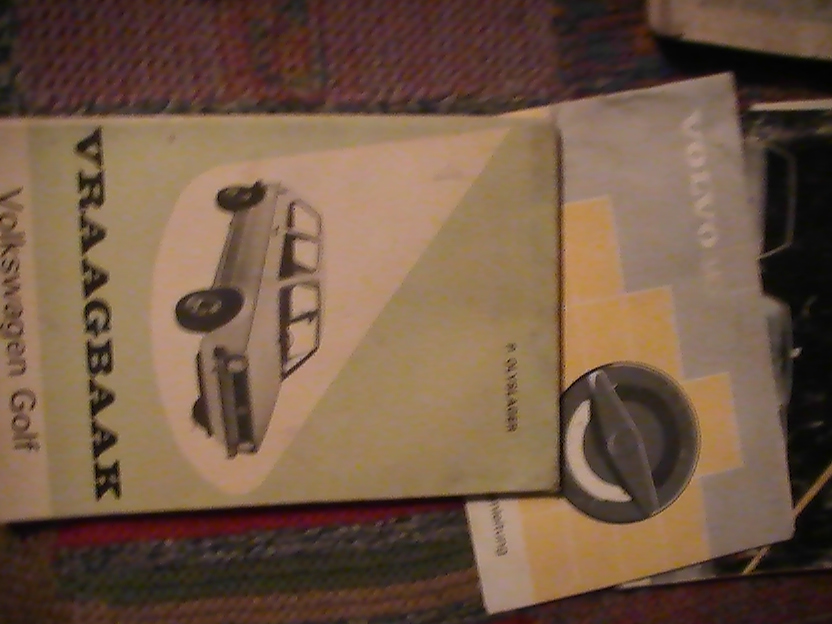 P. OLYSLAGER
VRAAGBAAK
Volkswagen Golf
VOLVO